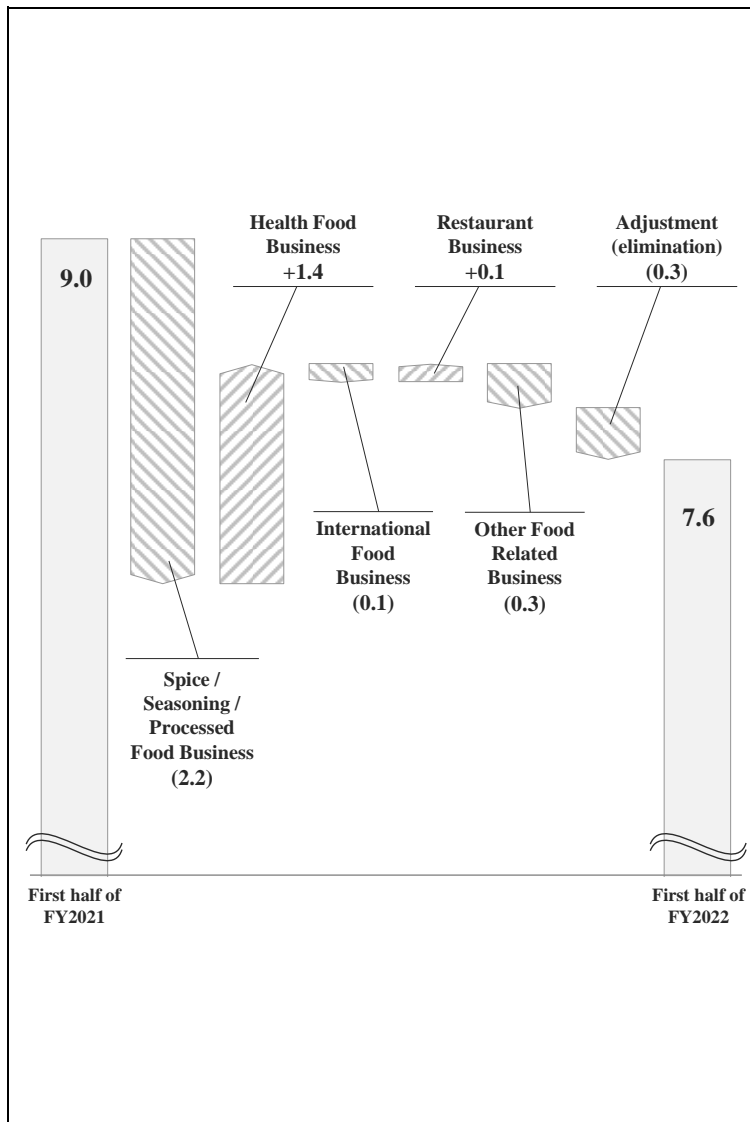 9.0
Health Food
Business
+1.4
Restaurant
Business
+0.1
Adjustment
(elimination)
(0.3)
Spice /
Seasoning /
Processed
Food Business
(2.2)
International
Food
Business
(0.1)
Other Food
Related
Business
(0.3)
7.6
First half of
FY2021
First half of
FY2022